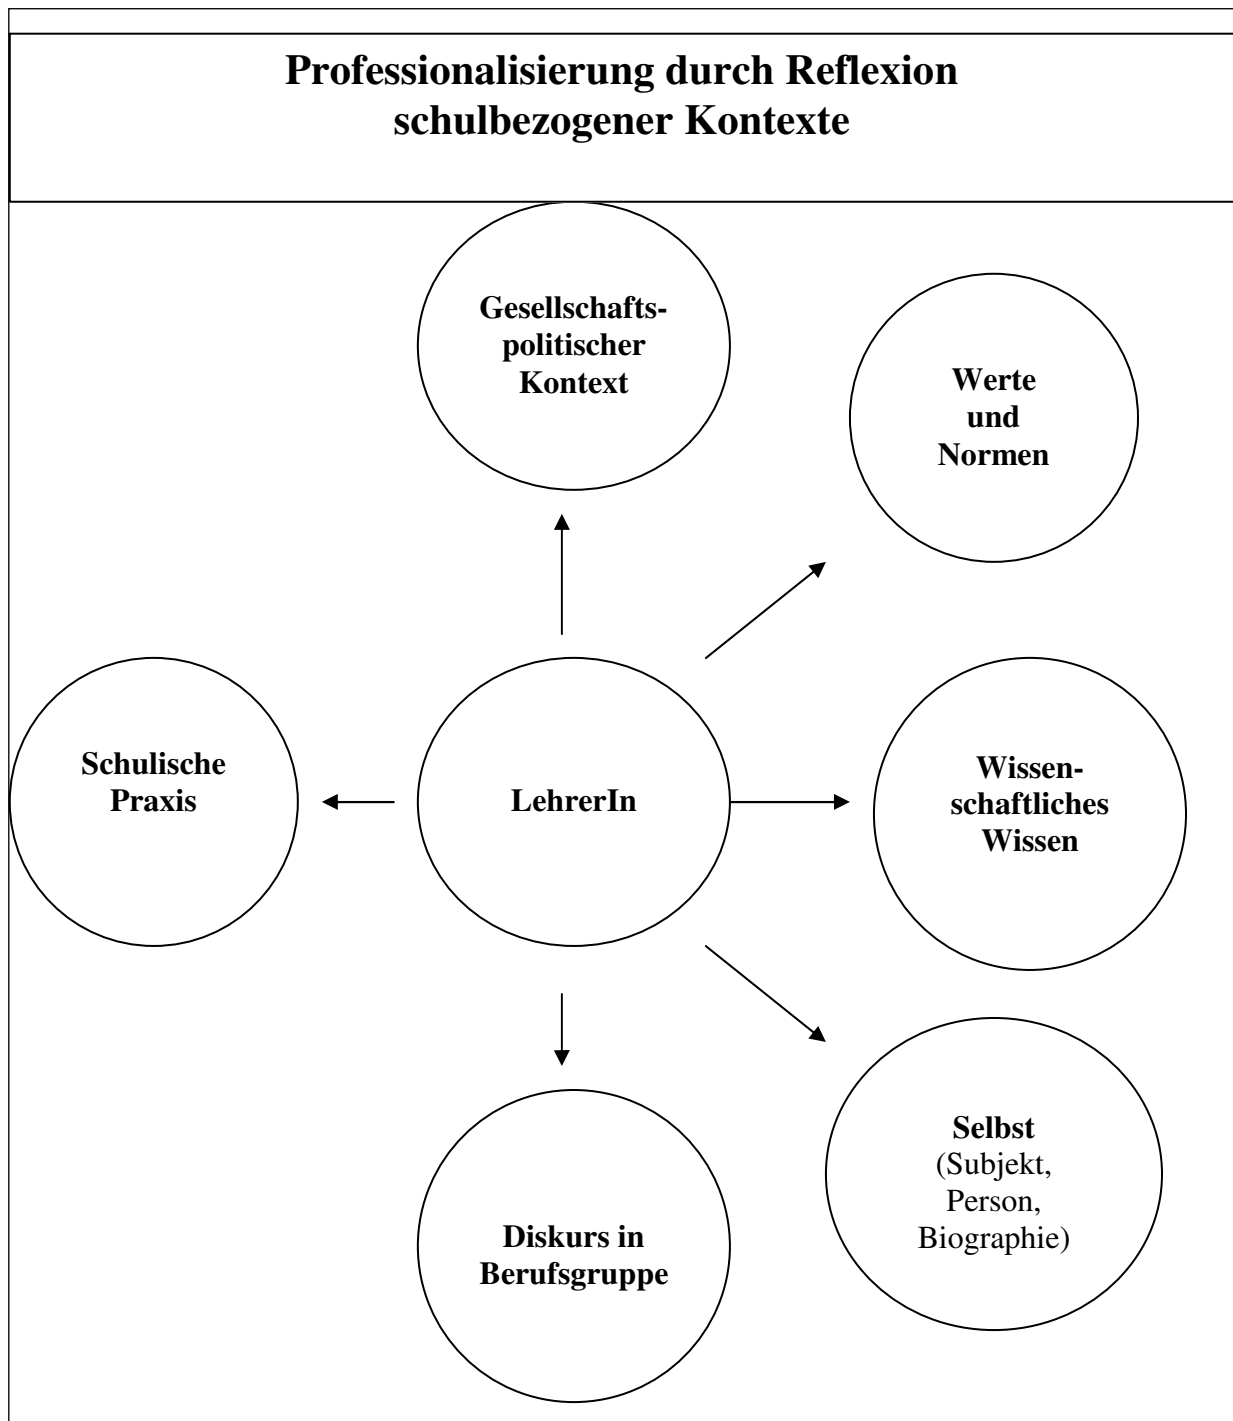 Professionalisierung durch Reflexion
schulbezogener Kontexte
Gesellschafts-
politischer
Kontext
Werte
und
Normen
Schulische
Praxis
LehrerIn
Wissen-
schaftliches
Wissen
Selbst
(Subjekt,
Person,
Biographie)
Diskurs in
Berufsgruppe